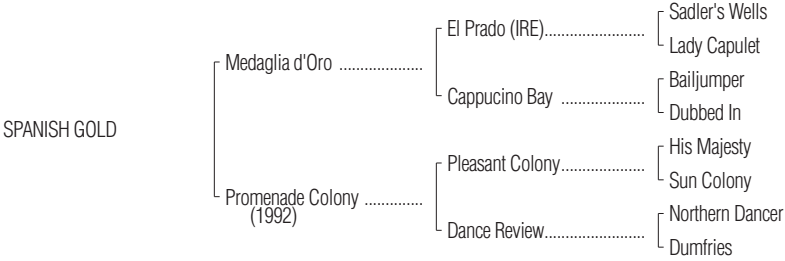 Sadler's Wells
El Prado (IRE)........................
Lady Capulet
Medaglia d'Oro ....................
Bailjumper
Cappucino Bay ....................
Dubbed In
SPANISH GOLD
His Majesty
Pleasant Colony....................
Sun Colony
Promenade Colony ..............
(1992)
Northern Dancer
Dance Review........................
Dumfries